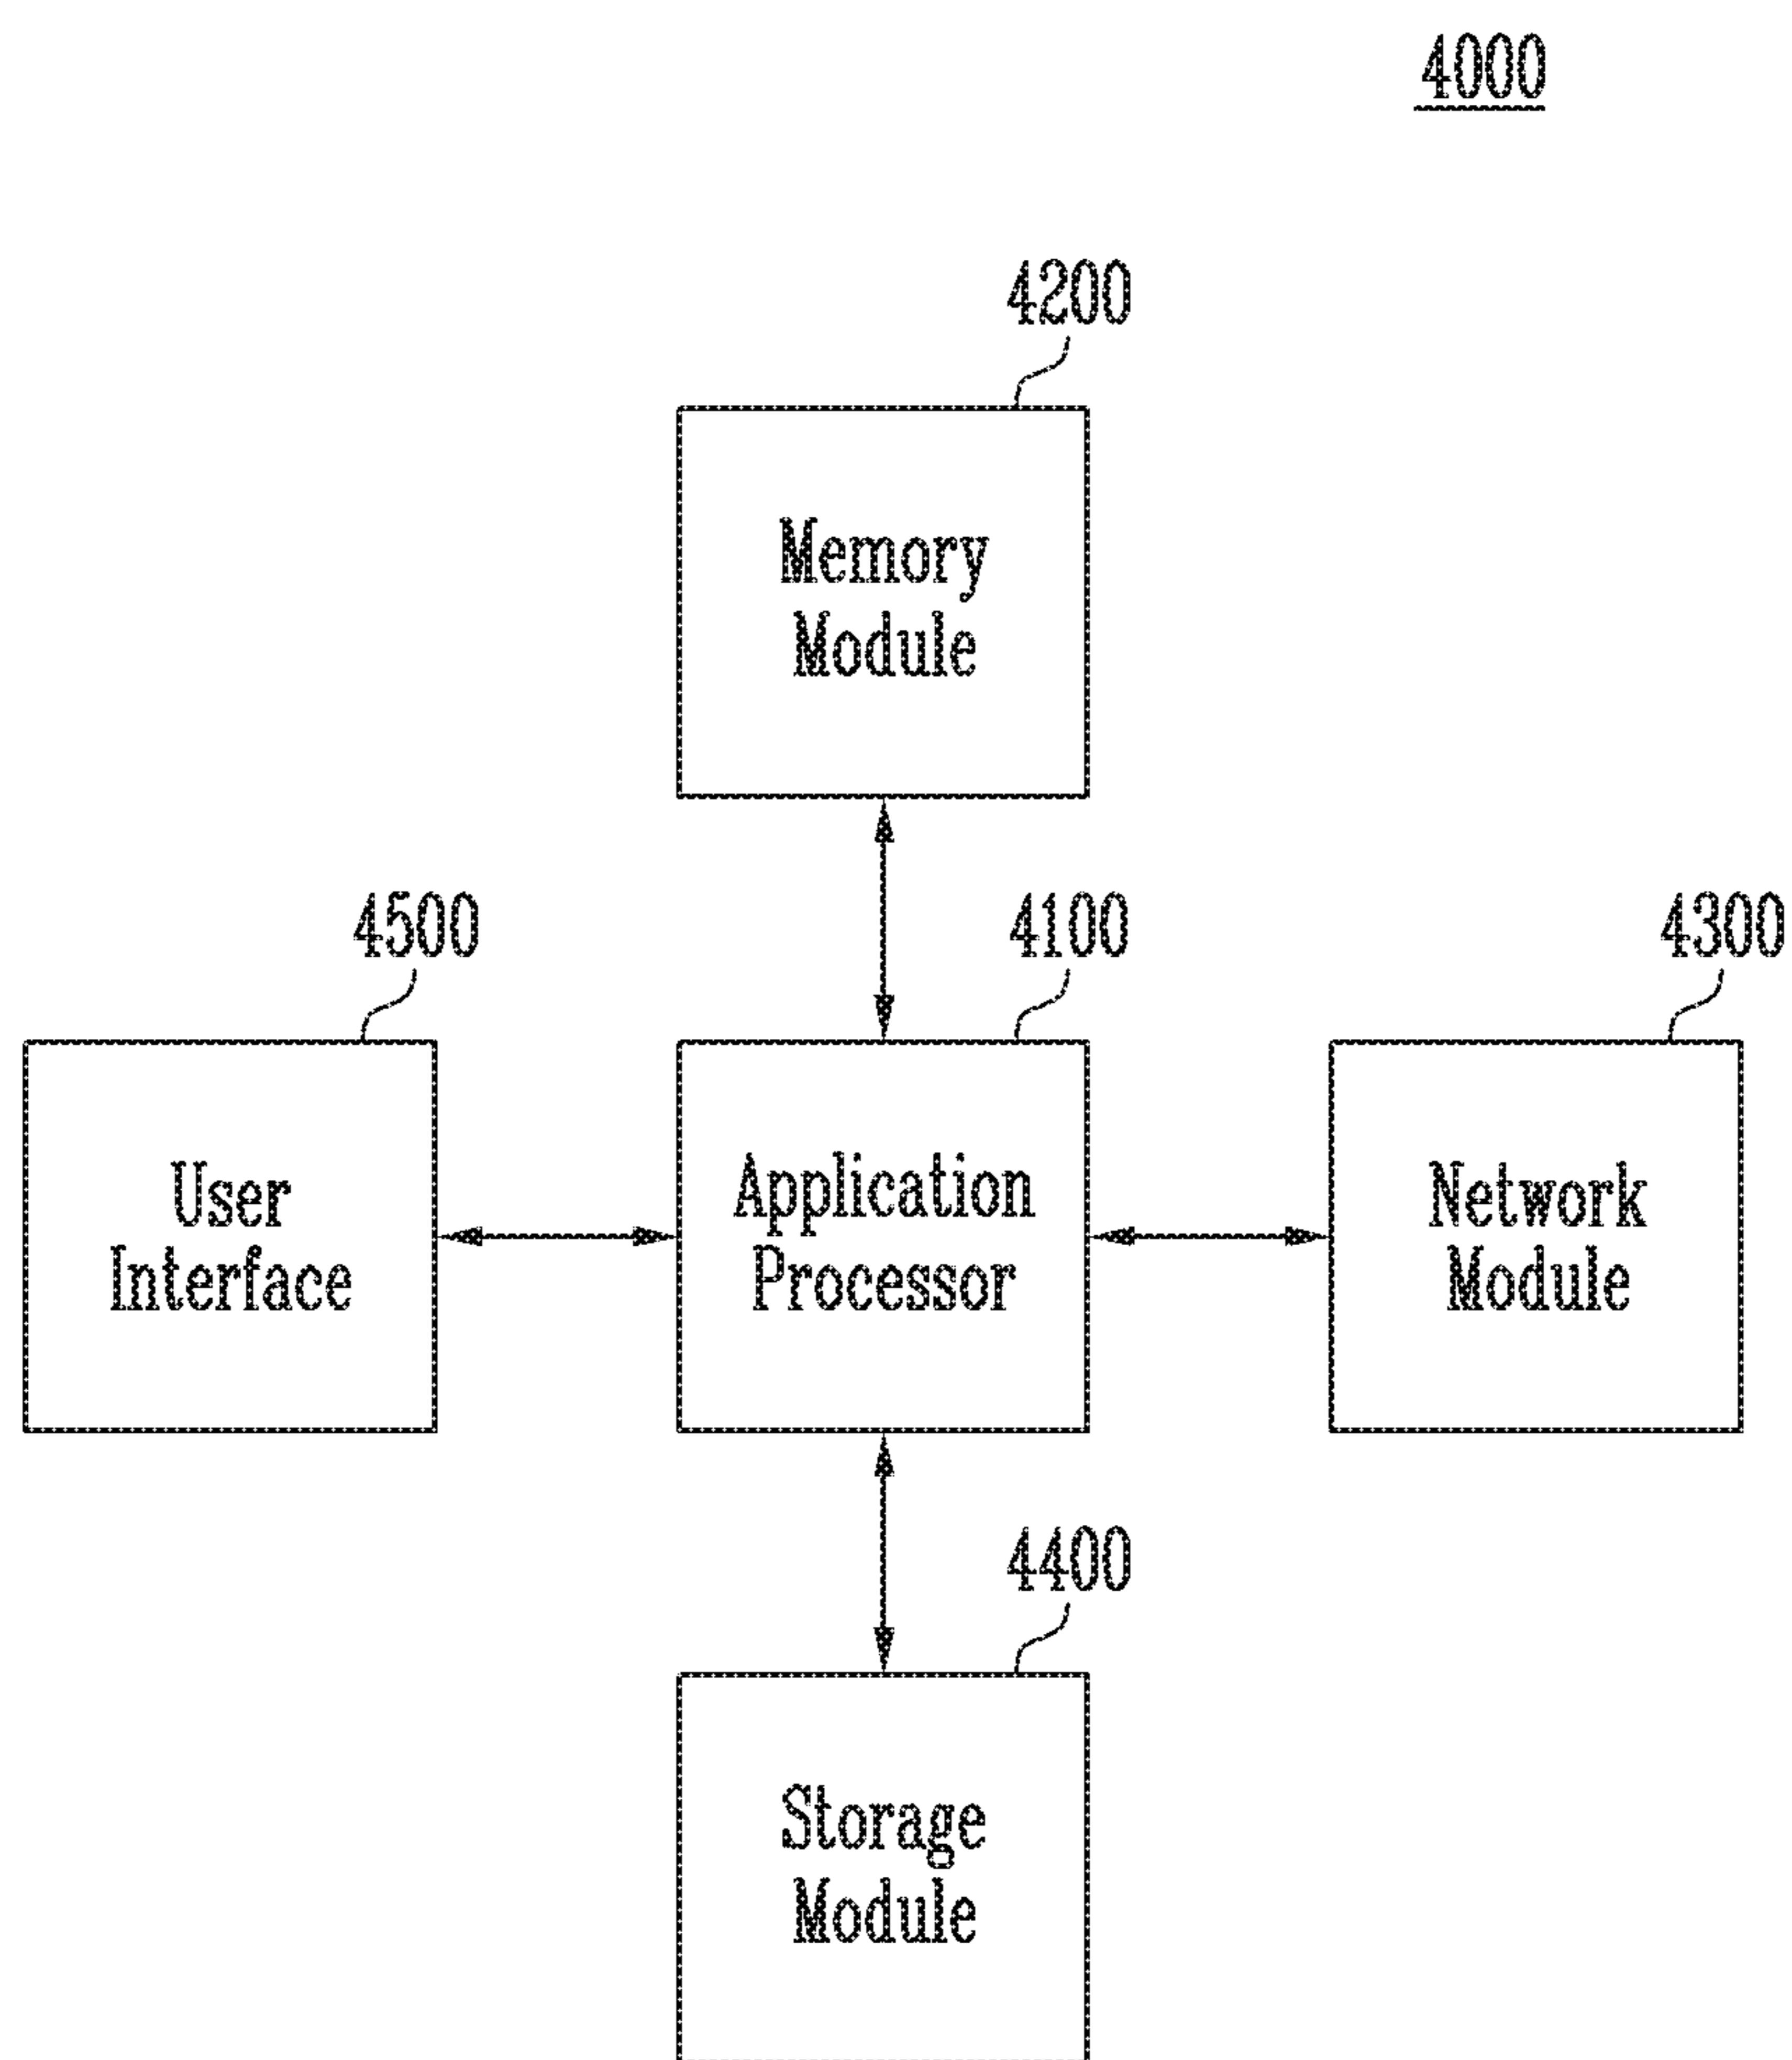 4000
4200
Memory
Module
4500
4100
4300
User
Interface
Application
Processor
Network
Module
4400
Storage
Module